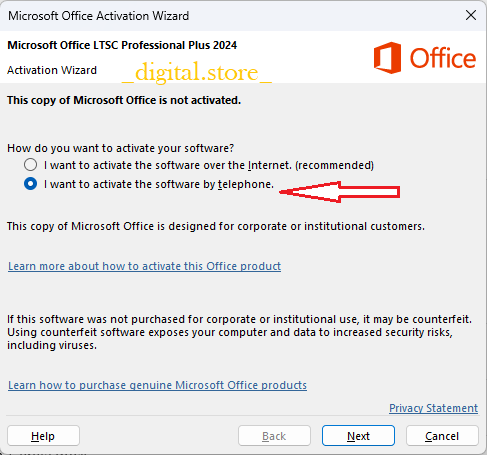 Microsoft Office Activation Wizard
Microsoft Office LTSC Professional Plus 2024
Office
Activation Wizard
_digital.store_
This copy of Microsoft Office is not activated.
How do you want to activate your software?
I want to activate the software over the Internet. (recommended)
I want to activate the software by telephone.
This copy of Microsoft Office is designed for corporate or institutional customers.
Learn more about how to activate this Office product
If this software was not purchased for corporate or institutional use, it may be counterfeit.
Using counterfeit software exposes your computer and data to increased security risks,
including viruses.
Learn how to purchase genuine Microsoft Office products
Privacy Statement
Help
Back
Next
Cancel